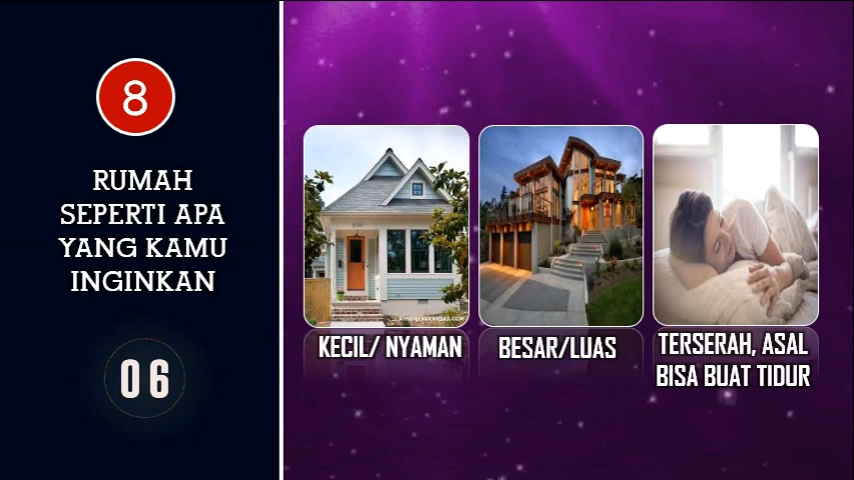 8
RUMAH
SEPERTI APA
YANG KAMU
INGINKAN
06
KECIL/ NYAMAN
BESAR/LUAS
TERSERAH, ASAL
BISA BUAT TIDUR